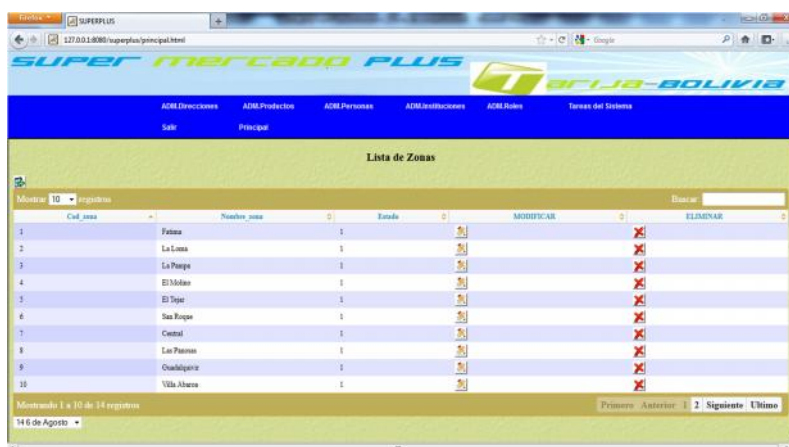 Firefox
SUPERPLUS
127.0.0.1:8080/superplus/principal.html
Google
SUPER mercado PLUS
Tarija-BOLIVIA
ADM.Direcciones ADM.Productos ADM.Personas ADM.Instituciones ADM.Roles Tareas del Sistema
Salir Principal
Lista de Zonas
Mostrar 10 registros Buscar:
Cod_zona Nombre_zona Estado MODIFICAR ELIMINAR
1 Fatima 1
2 La Loma 1
3 La Pampa 1
4 El Molino 1
5 El Tejar 1
6 San Roque 1
7 Central 1
8 Las Panosas 1
9 Guadalquivir 1
10 Villa Abaroa 1
Mostrando 1 a 10 de 14 registros Primero Anterior 1 2 Siguiente Ultimo
14 6 de Agosto